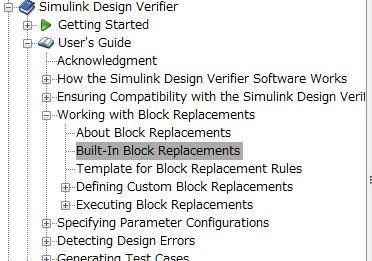 Simulink Design Verifier
Getting Started
User's Guide
Acknowledgment
How the Simulink Design Verifier Software Works
Ensuring Compatibility with the Simulink Design Verif
Working with Block Replacements
About Block Replacements
Built-In Block Replacements
Template for Block Replacement Rules
Defining Custom Block Replacements
Executing Block Replacements
Specifying Parameter Configurations
Detecting Design Errors
Generating Test Cases